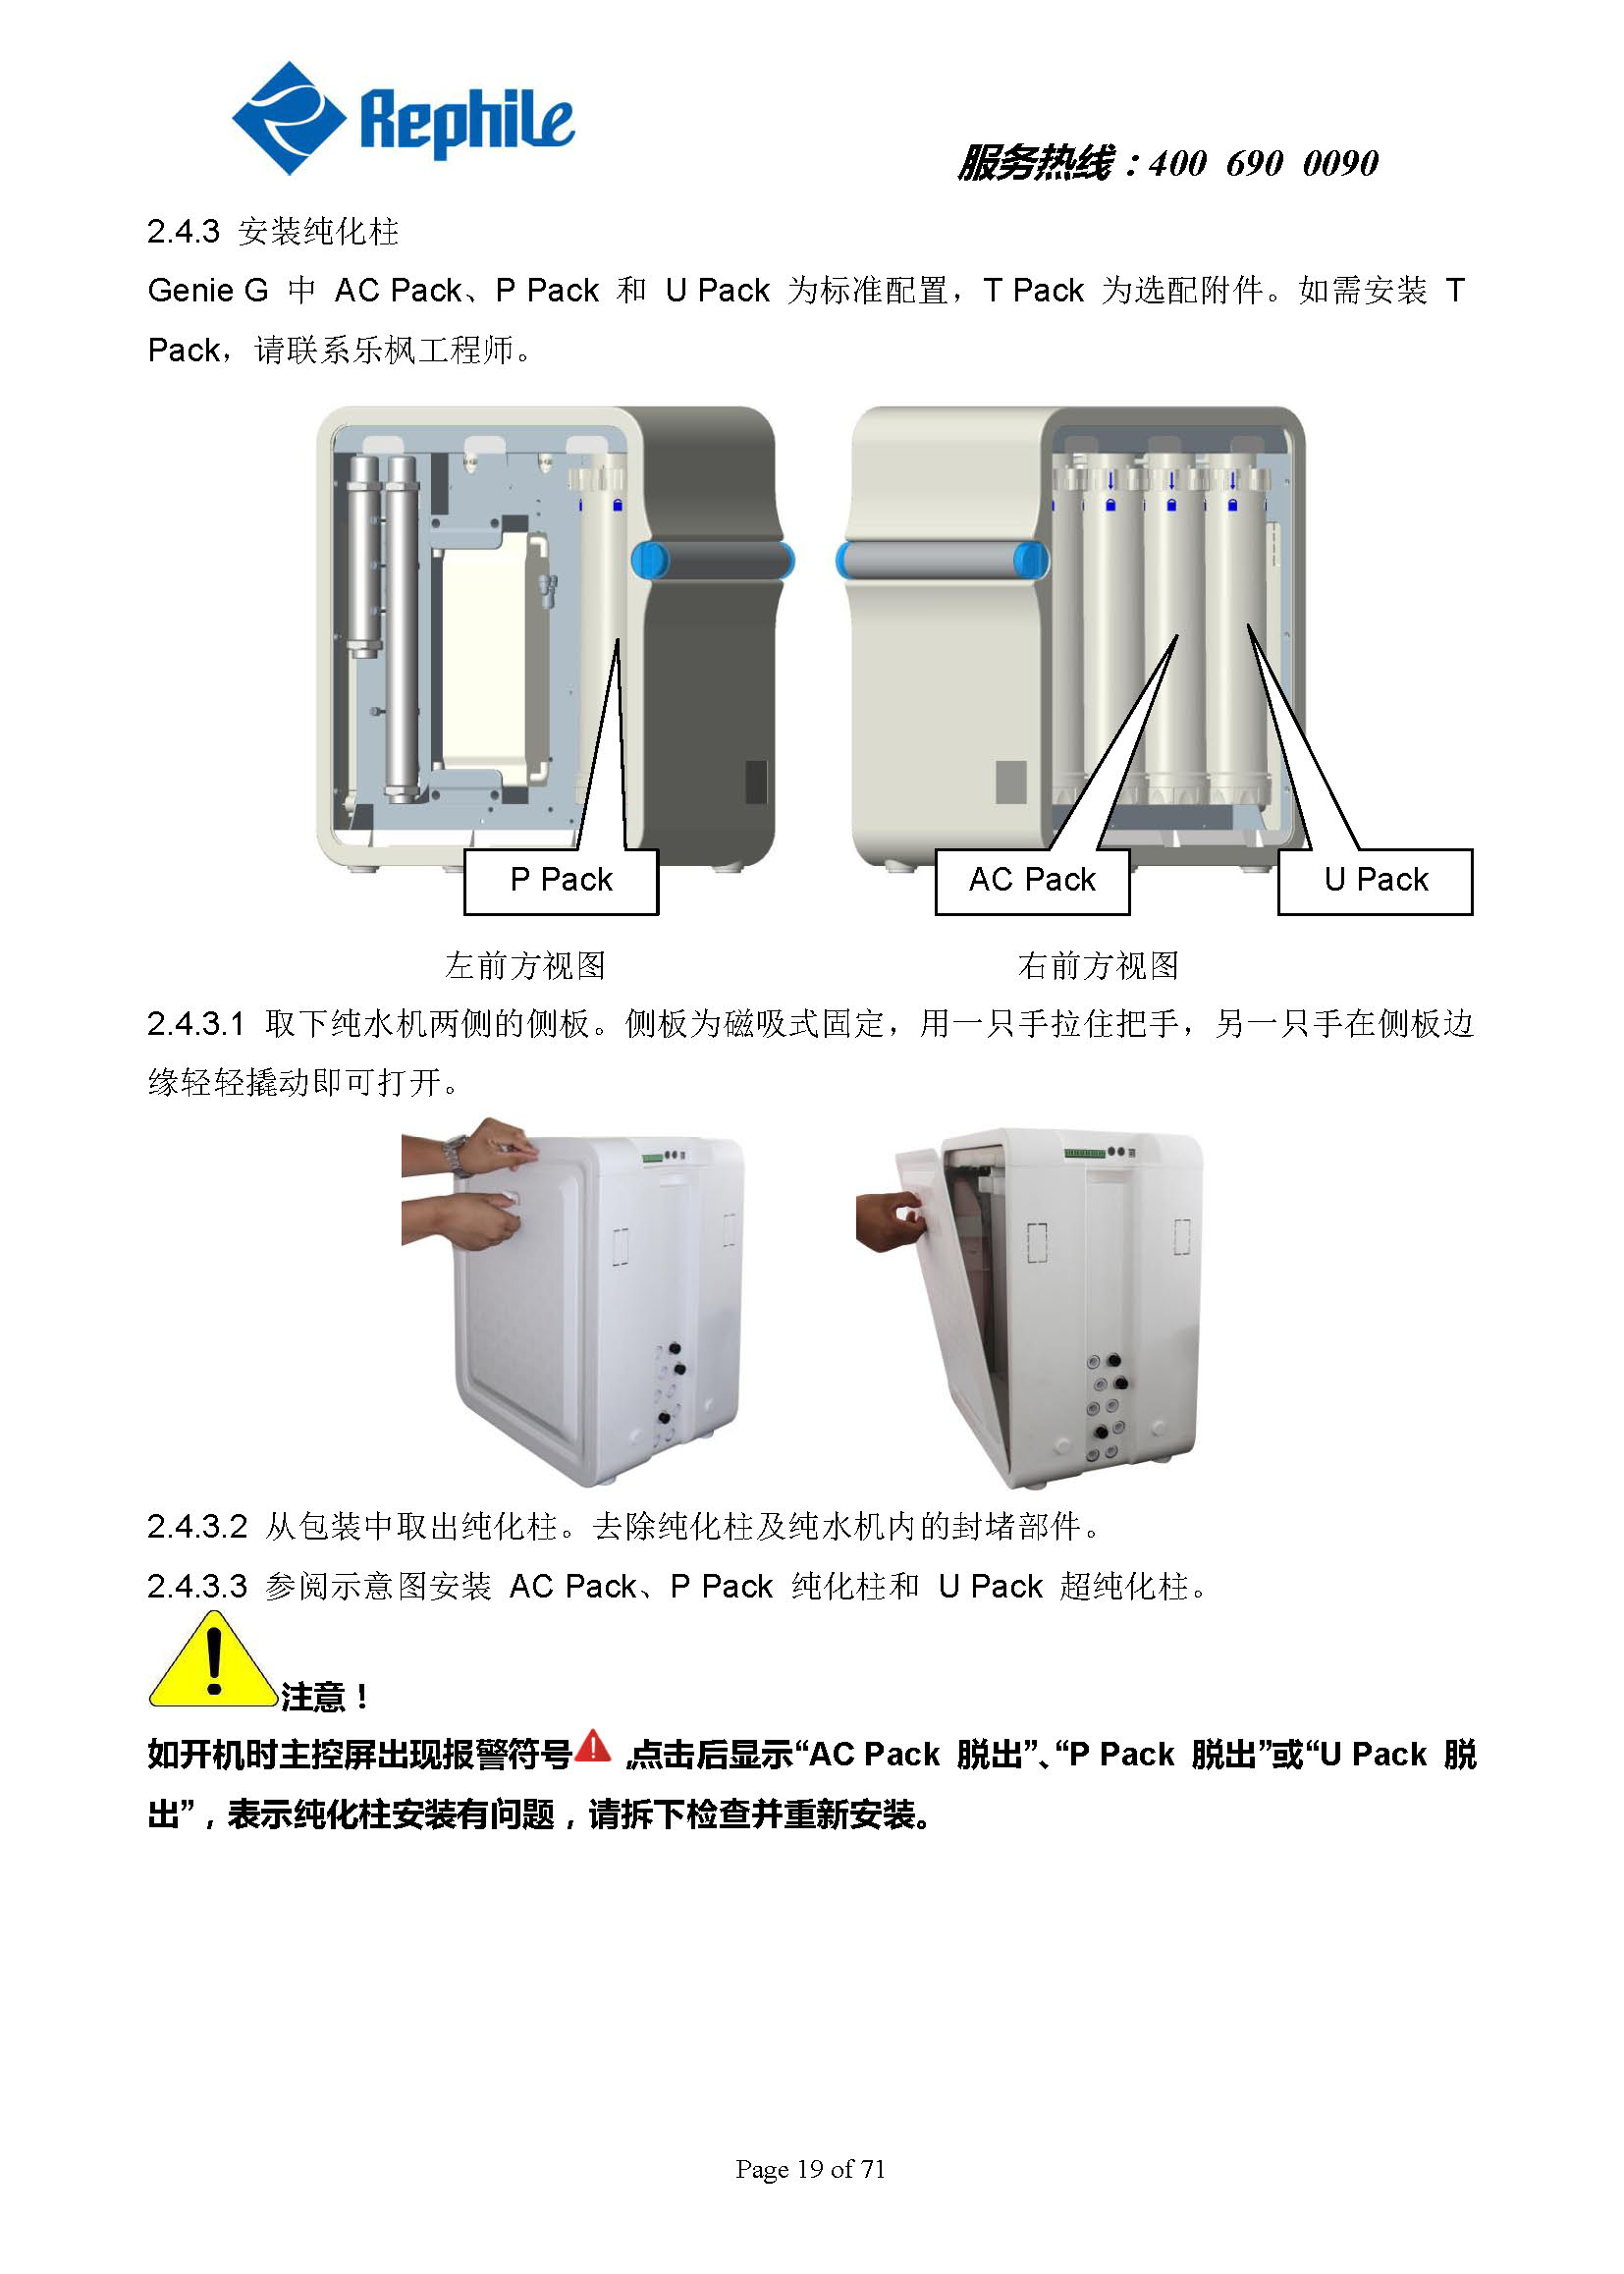 Rephile
服务热线：400 690 0090
2.4.3 安装纯化柱
Genie G 中 AC Pack、P Pack 和 U Pack 为标准配置，T Pack 为选配附件。如需安装 T
Pack，请联系乐枫工程师。
P Pack
AC Pack
U Pack
左前方视图
右前方视图
2.4.3.1 取下纯水机两侧的侧板。侧板为磁吸式固定，用一只手拉住把手，另一只手在侧板边
缘轻轻撬动即可打开。
2.4.3.2 从包装中取出纯化柱。去除纯化柱及纯水机内的封堵部件。
2.4.3.3 参阅示意图安装 AC Pack、P Pack 纯化柱和 U Pack 超纯化柱。
注意！
如开机时主控屏出现报警符号，点击后显示“AC Pack 脱出”、“P Pack 脱出”或“U Pack 脱
出”，表示纯化柱安装有问题，请拆下检查并重新安装。
Page 19 of 71